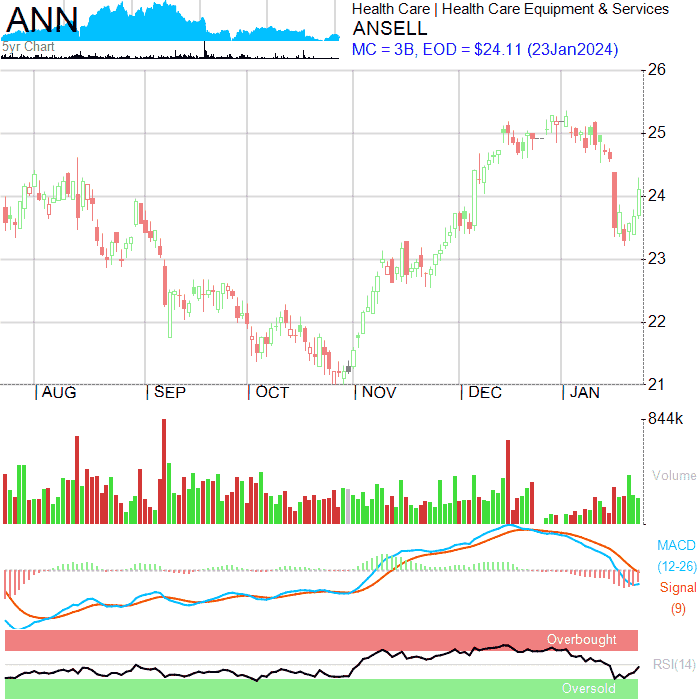 ANN
5yr Chart
Health Care | Health Care Equipment & Services
ANSELL
MC = 3B, EOD = $24.11 (23Jan2024)
26
25
24
23
22
21
| AUG | SEP | OCT | NOV | DEC | JAN
844k
Volume
MACD
(12-26)
Signal
(9)
Overbought
RSI(14)
Oversold